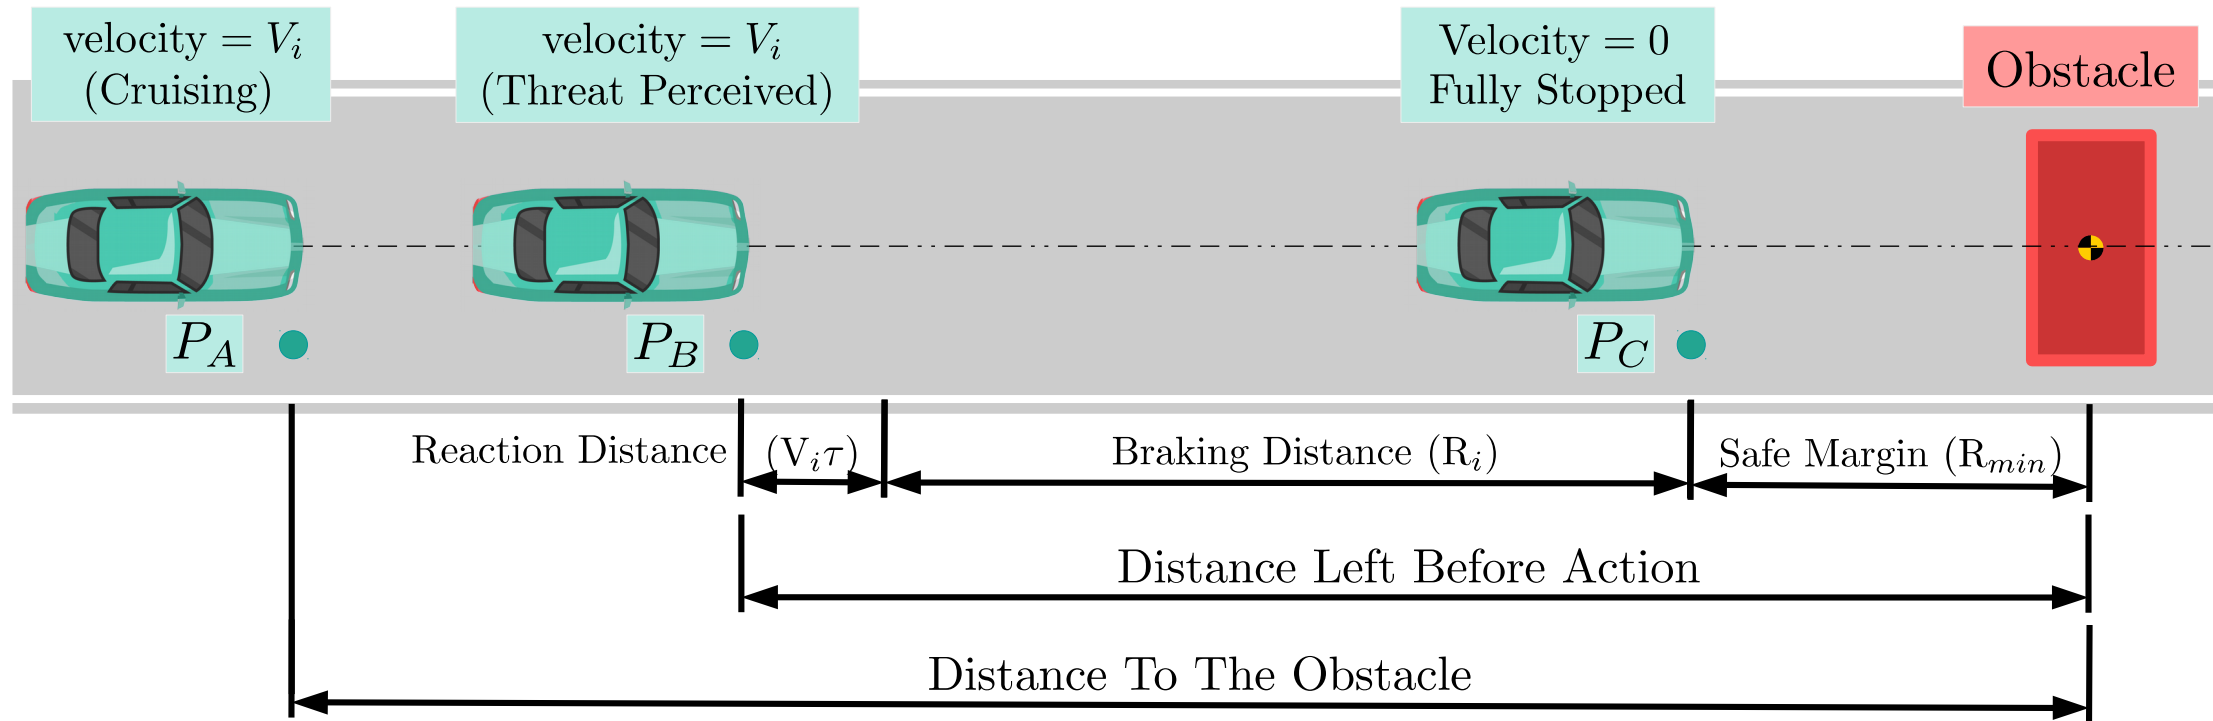 velocity = V_i
(Cruising)
velocity = V_i
(Threat Perceived)
Velocity = 0
Fully Stopped
Obstacle
P_A
P_B
P_C
Reaction Distance
(V_iτ)
Braking Distance (R_i)
Safe Margin (R_min)
Distance Left Before Action
Distance To The Obstacle